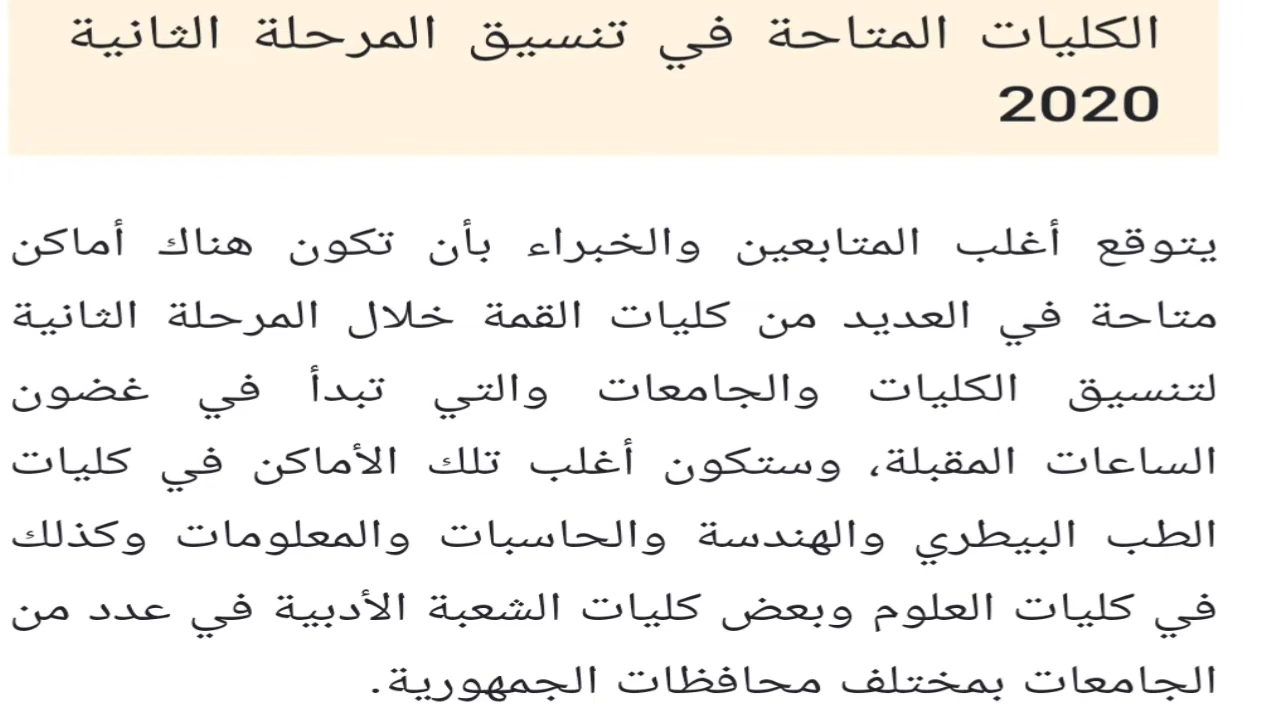 الكليات المتاحة في تنسيق المرحلة الثانية
2020
يتوقع أغلب المتابعين والخبراء بأن تكون هناك أماكن
متاحة في العديد من كليات القمة خلال المرحلة الثانية
لتنسيق الكليات والجامعات والتي تبدأ في غضون
الساعات المقبلة، وستكون أغلب تلك الأماكن في كليات
الطب البيطري والهندسة والحاسبات والمعلومات وكذلك
في كليات العلوم وبعض كليات الشعبة الأدبية في عدد من
الجامعات بمختلف محافظات الجمهورية.